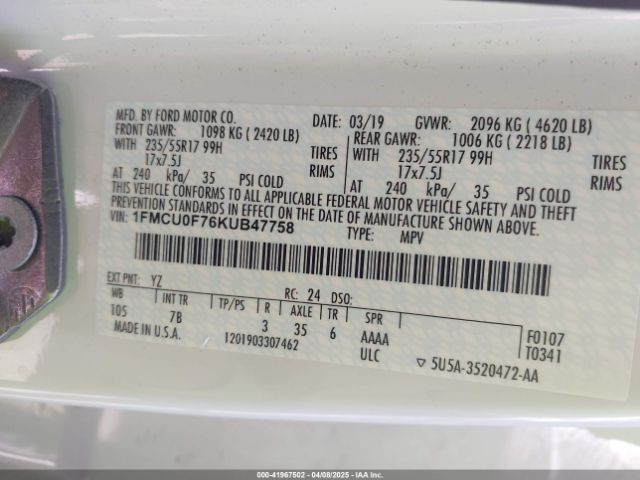 MFD. BY FORD MOTOR CO. DATE: 03/19 GVWR: 2096 KG ( 4620 LB)
FRONT GAWR: 1098 KG ( 2420 LB) REAR GAWR: 1006 KG ( 2218 LB)
WITH 235/55R17 99H TIRES WITH 235/55R17 99H TIRES
17x7.5J RIMS 17x7.5J RIMS
AT 240 kPa/ 35 PSI COLD AT 240 kPa/ 35 PSI COLD
THIS VEHICLE CONFORMS TO ALL APPLICABLE FEDERAL MOTOR VEHICLE SAFETY AND THEFT
PREVENTION STANDARDS IN EFFECT ON THE DATE OF MANUFACTURE SHOWN ABOVE.
VIN: 1FMCU0F76KUB47758 TYPE: MPV
EXT PNT: YZ RC: 24 DSO:
WB INT TR TP/PS R AXLE TR SPR F0107
105 7B 3 35 6 AAAA T0341
MADE IN U.S.A. 1201903307462 ULC 5U5A-3520472-AA
000-41967502 - 04/08/2025 - IAAI.com